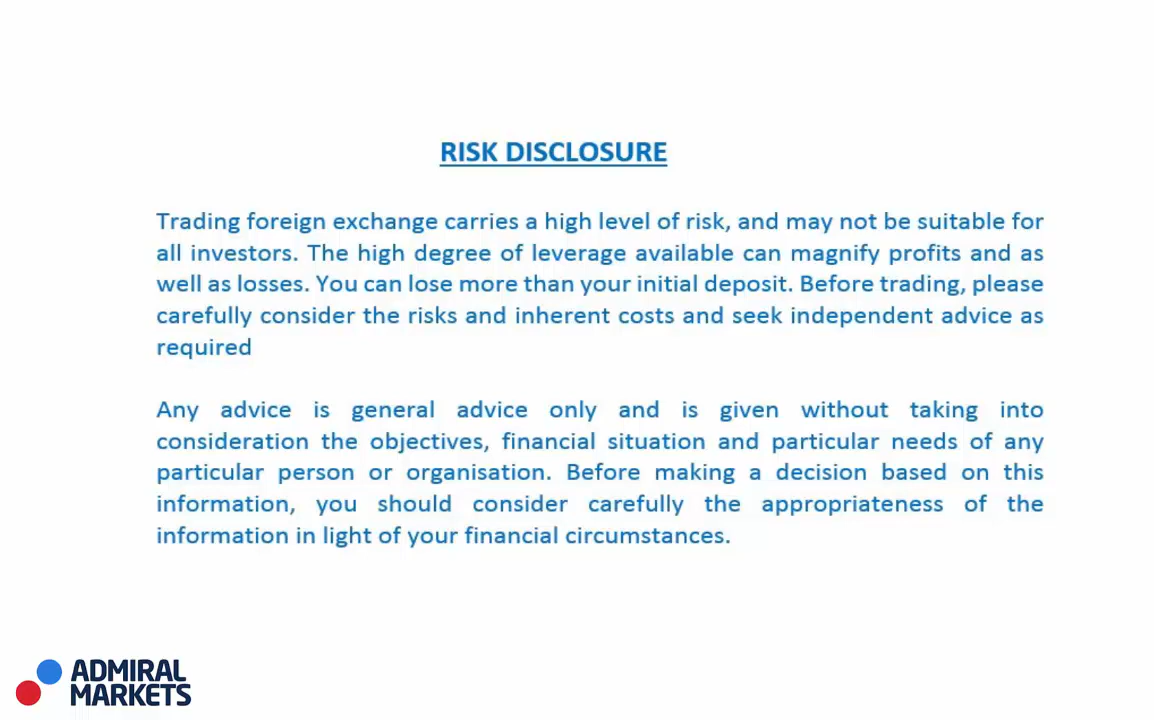 RISK DISCLOSURE
Trading foreign exchange carries a high level of risk, and may not be suitable for
all investors. The high degree of leverage available can magnify profits and as
well as losses. You can lose more than your initial deposit. Before trading, please
carefully consider the risks and inherent costs and seek independent advice as
required
Any advice is general advice only and is given without taking into
consideration the objectives, financial situation and particular needs of any
particular person or organisation. Before making a decision based on this
information, you should consider carefully the appropriateness of the
information in light of your financial circumstances.
ADMIRAL
MARKETS